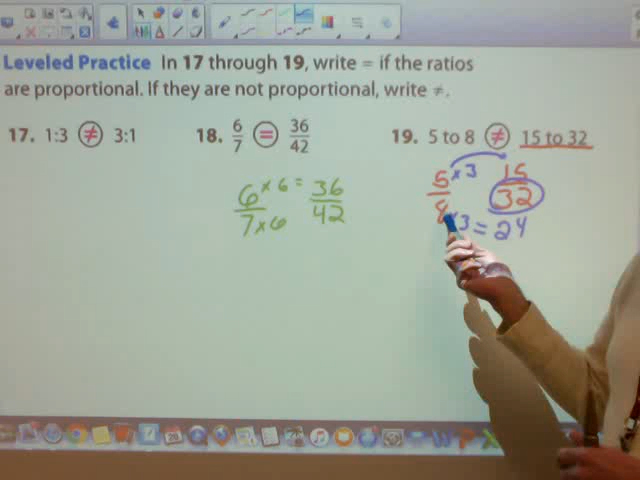 Leveled Practice In 17 through 19, write = if the ratios
are proportional. If they are not proportional, write ≠.
17. 1:3 ≠ 3:1
18. 6/7 = 36/42
19. 5 to 8 ≠ 15 to 32
6 × 6 = 36
7 × 6 42
5 × 3 15
8 × 3 = 24
32